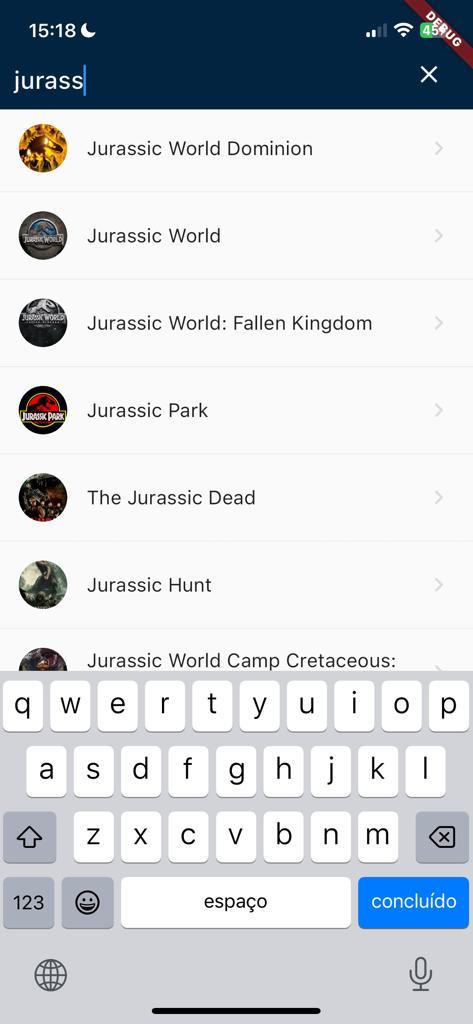 15:18
45
DEBUG
jurass
Jurassic World Dominion
JURASSIC WORLD
Jurassic World
JURASSIC WORLD
Jurassic World: Fallen Kingdom
JURASSIC PARK
Jurassic Park
The Jurassic Dead
Jurassic Hunt
Jurassic World Camp Cretaceous:
q w e r t y u i o p
a s d f g h j k l
z x c v b n m
123 espaço concluído